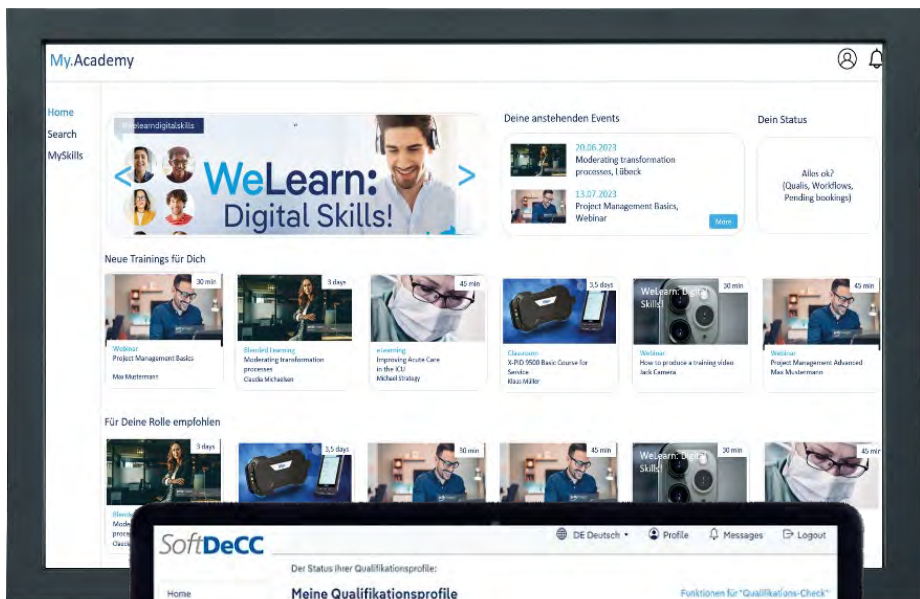 My.Academy
Home
Search
MySkills
#welearndigitalskills
WeLearn:
Digital Skills!
Deine anstehenden Events
20.06.2023
Moderating transformation
processes, Lübeck
13.07.2023
Project Management Basics,
Webinar
More
Dein Status
Alles ok?
(Qualis, Workflows,
Pending bookings)
Neue Trainings für Dich
30 min
Webinar
Project Management Basics
Max Mustermann
3 days
Blended Learning
Moderating transformation
processes
Claudia Michaelsen
45 min
eLearning
Improving Acute Care
in the ICU
Michael Strategy
3,5 days
Classroom
X-PID 9500 Basic Course for
Service
Klaus Müller
WeLearn: Digital
Skills!
30 min
Webinar
How to produce a training video
Jack Camera
45 min
Webinar
Project Management Advanced
Max Mustermann
Für Deine Rolle empfohlen
3 days
3,5 days
30 min
45 min
WeLearn: Digital
Skills!
30 min
45 min
SoftDeCC
DE Deutsch
Profile
Messages
Logout
Der Status Ihrer Qualifikationsprofile:
Home
Meine Qualifikationsprofile
Funktionen für "Qualifikations-Check"